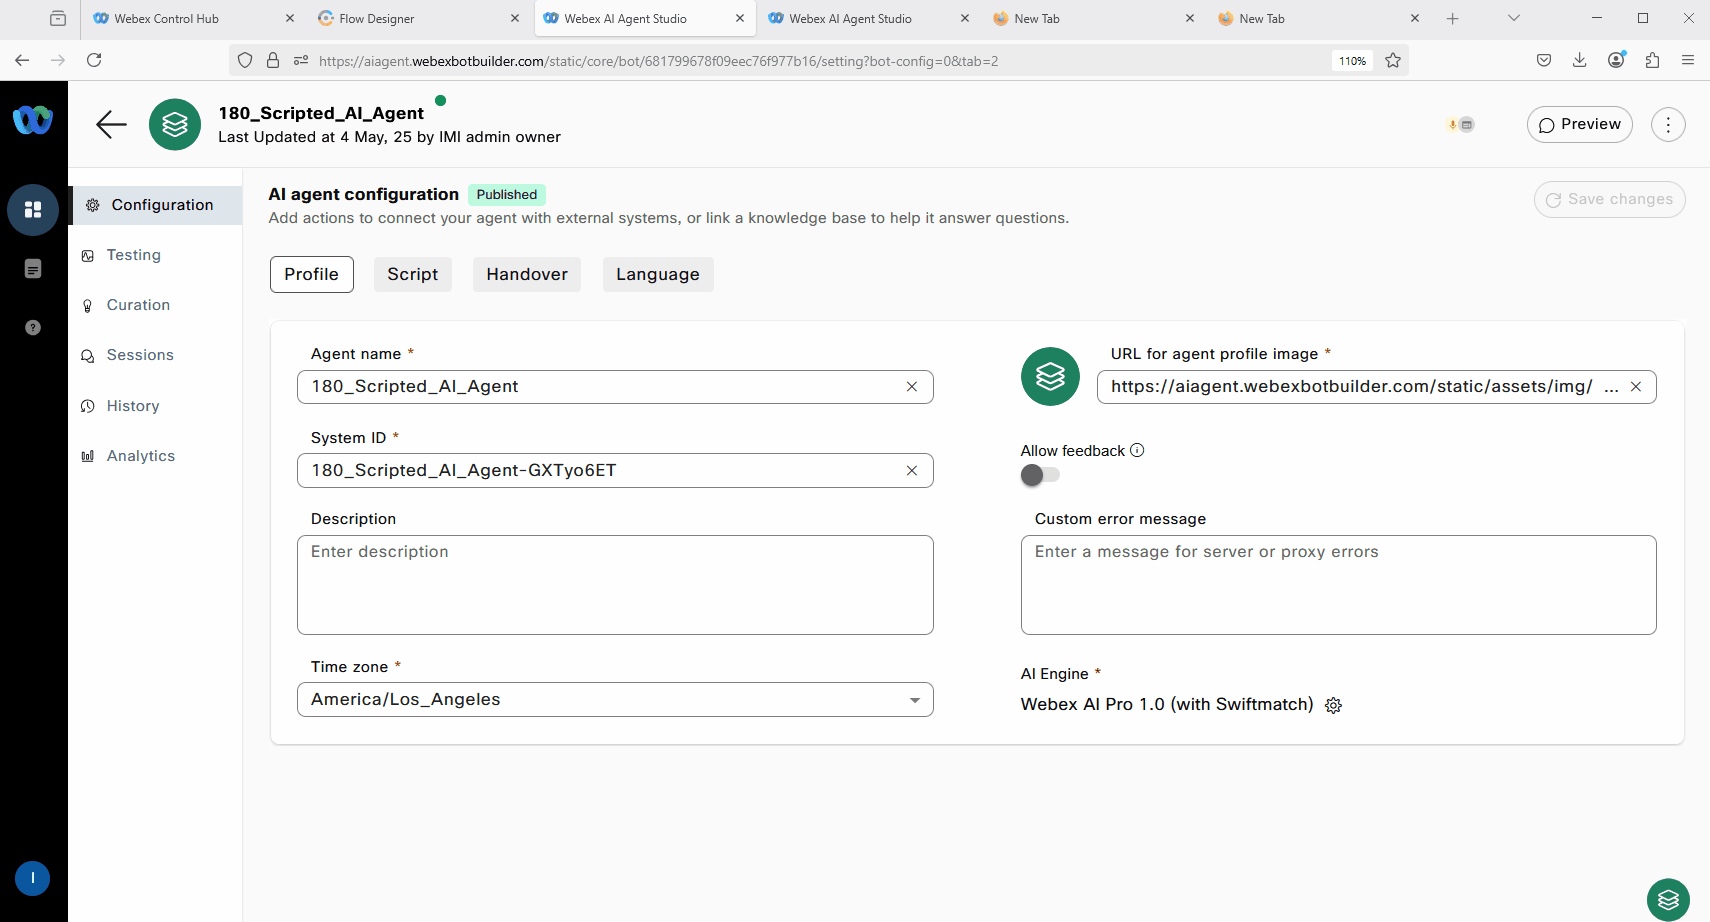 Webex Control Hub
Flow Designer
Webex AI Agent Studio
Webex AI Agent Studio
New Tab
New Tab
https://aiagent.webexbotbuilder.com/static/core/bot/681799678f09eec76f977b16/setting?bot-config=0&tab=2
110%
180_Scripted_AI_Agent
Last Updated at 4 May, 25 by IMI admin owner
Preview
Configuration
Testing
Curation
Sessions
History
Analytics
AI agent configuration
Published
Add actions to connect your agent with external systems, or link a knowledge base to help it answer questions.
Save changes
Profile
Script
Handover
Language
Agent name *
180_Scripted_AI_Agent
URL for agent profile image *
https://aiagent.webexbotbuilder.com/static/assets/img/ ...
System ID *
180_Scripted_AI_Agent-GXTyo6ET
Allow feedback
Description
Enter description
Custom error message
Enter a message for server or proxy errors
Time zone *
America/Los_Angeles
AI Engine *
Webex AI Pro 1.0 (with Swiftmatch)
I